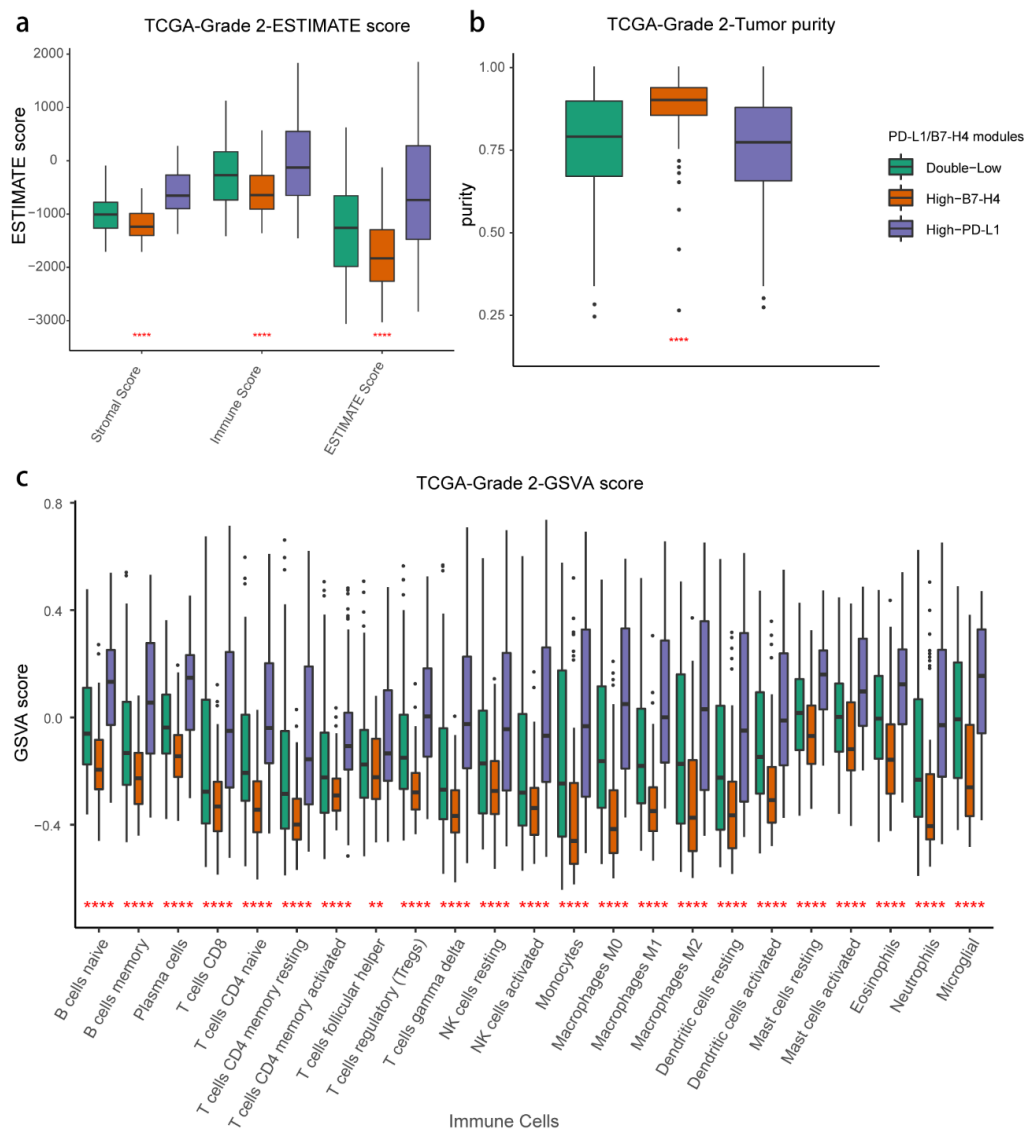 a
TCGA-Grade 2-ESTIMATE score
ESTIMATE score
2000
1000
0
−1000
−2000
−3000
**** **** ****
Stromal Score
Immune Score
ESTIMATE Score
b
TCGA-Grade 2-Tumor purity
purity
1.00
0.75
0.50
0.25
****
PD-L1/B7-H4 modules
Double−Low
High−B7-H4
High−PD-L1
c
TCGA-Grade 2-GSVA score
GSVA score
0.8
0.4
0.0
−0.4
**** **** **** **** **** **** **** ** **** **** **** **** **** **** **** **** **** **** **** **** **** **** ****
B cells naive
B cells memory
Plasma cells
T cells CD8
T cells CD4 naive
T cells CD4 memory resting
T cells CD4 memory activated
T cells follicular helper
T cells regulatory (Tregs)
T cells gamma delta
NK cells resting
NK cells activated
Monocytes
Macrophages M0
Macrophages M1
Macrophages M2
Dendritic cells resting
Dendritic cells activated
Mast cells resting
Mast cells activated
Eosinophils
Neutrophils
Microglial
Immune Cells